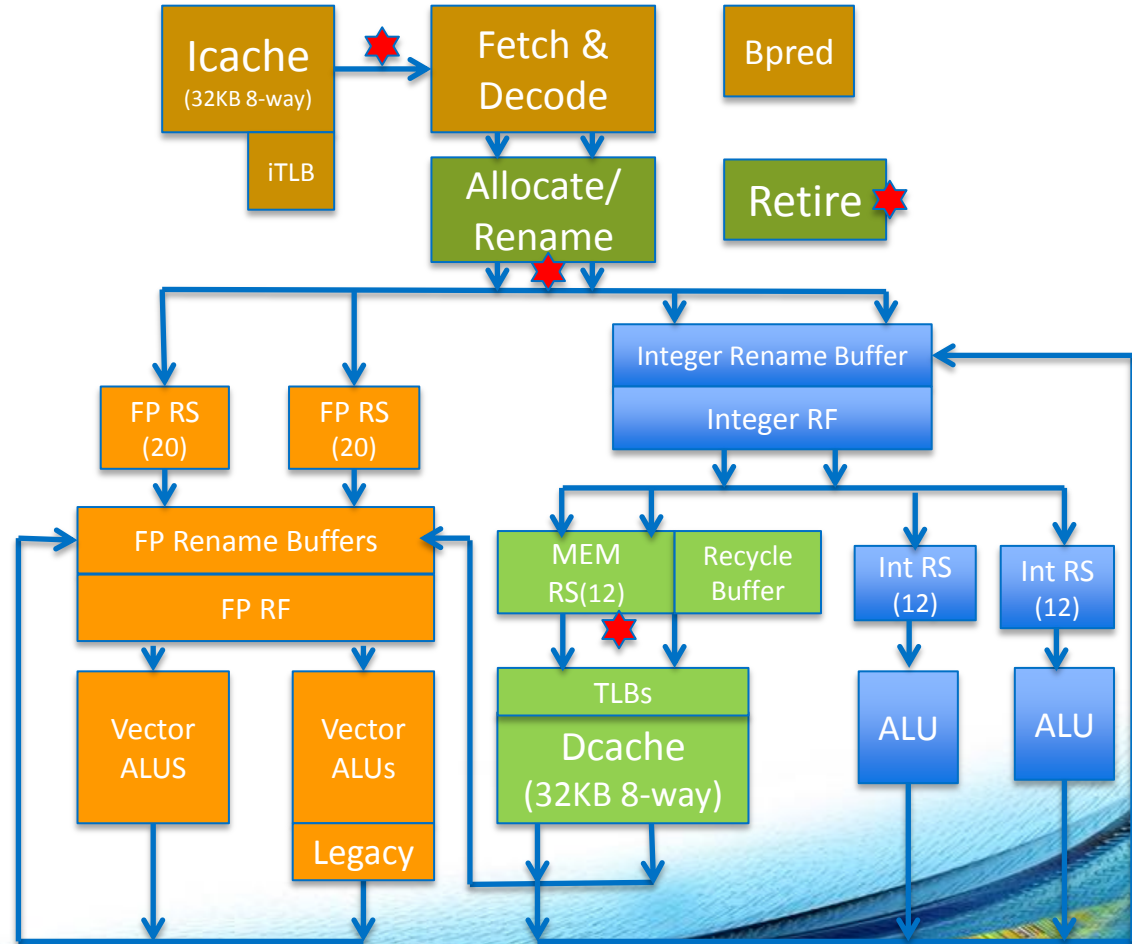 Icache
(32KB 8-way)
iTLB
Fetch &
Decode
Bpred
Allocate/
Rename
Retire
Integer Rename Buffer
Integer RF
FP RS
(20)
FP RS
(20)
FP Rename Buffers
FP RF
MEM
RS(12)
Recycle
Buffer
Int RS
(12)
Int RS
(12)
Vector
ALUS
Vector
ALUs
Legacy
TLBs
Dcache
(32KB 8-way)
ALU
ALU